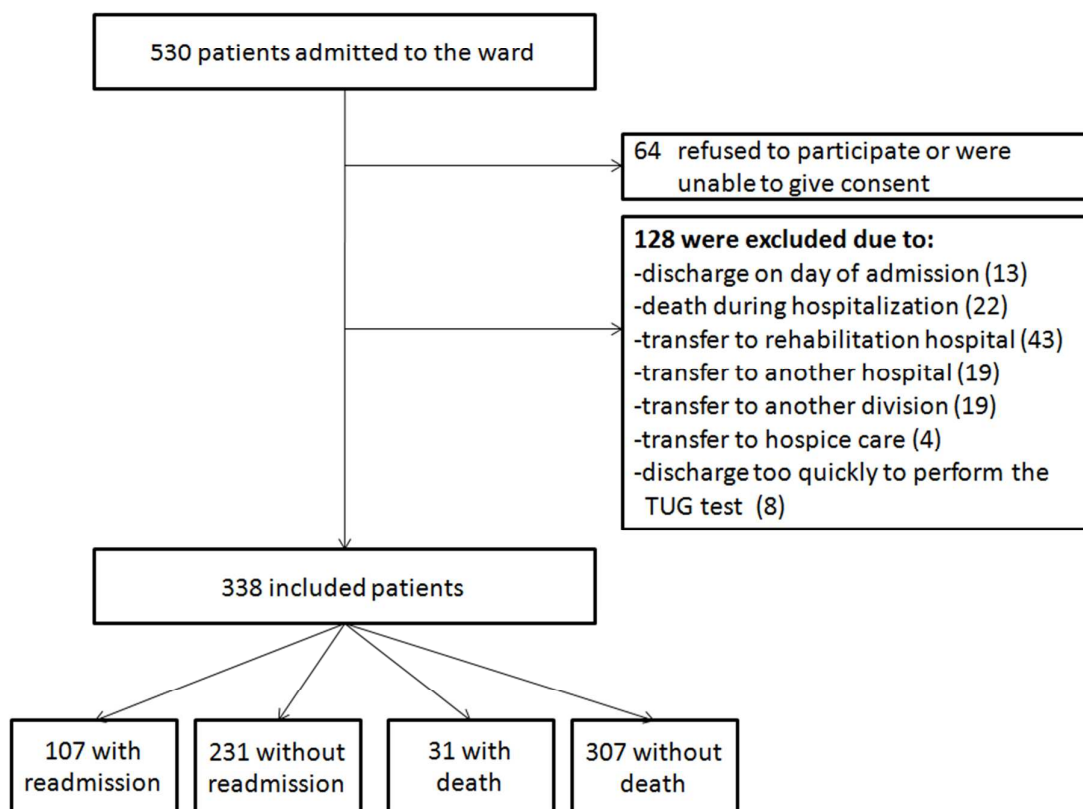 530 patients admitted to the ward
64 refused to participate or were
unable to give consent
128 were excluded due to:
-discharge on day of admission (13)
-death during hospitalization (22)
-transfer to rehabilitation hospital (43)
-transfer to another hospital (19)
-transfer to another division (19)
-transfer to hospice care (4)
-discharge too quickly to perform the
TUG test (8)
338 included patients
107 with
readmission
231 without
readmission
31 with
death
307 without
death